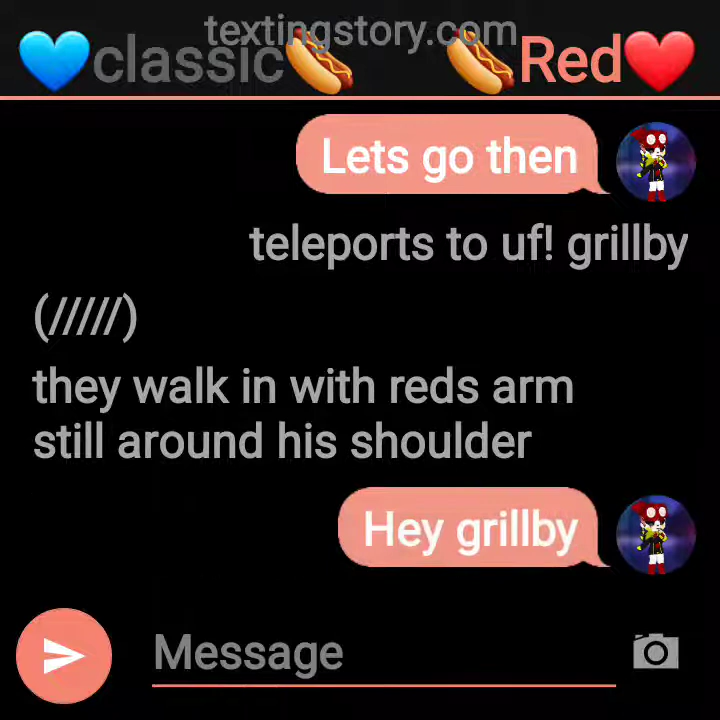 textingstory.com
💙classic🌭 🌭Red❤️
Lets go then
teleports to uf! grillby
(/////)
they walk in with reds arm
still around his shoulder
Hey grillby
Message